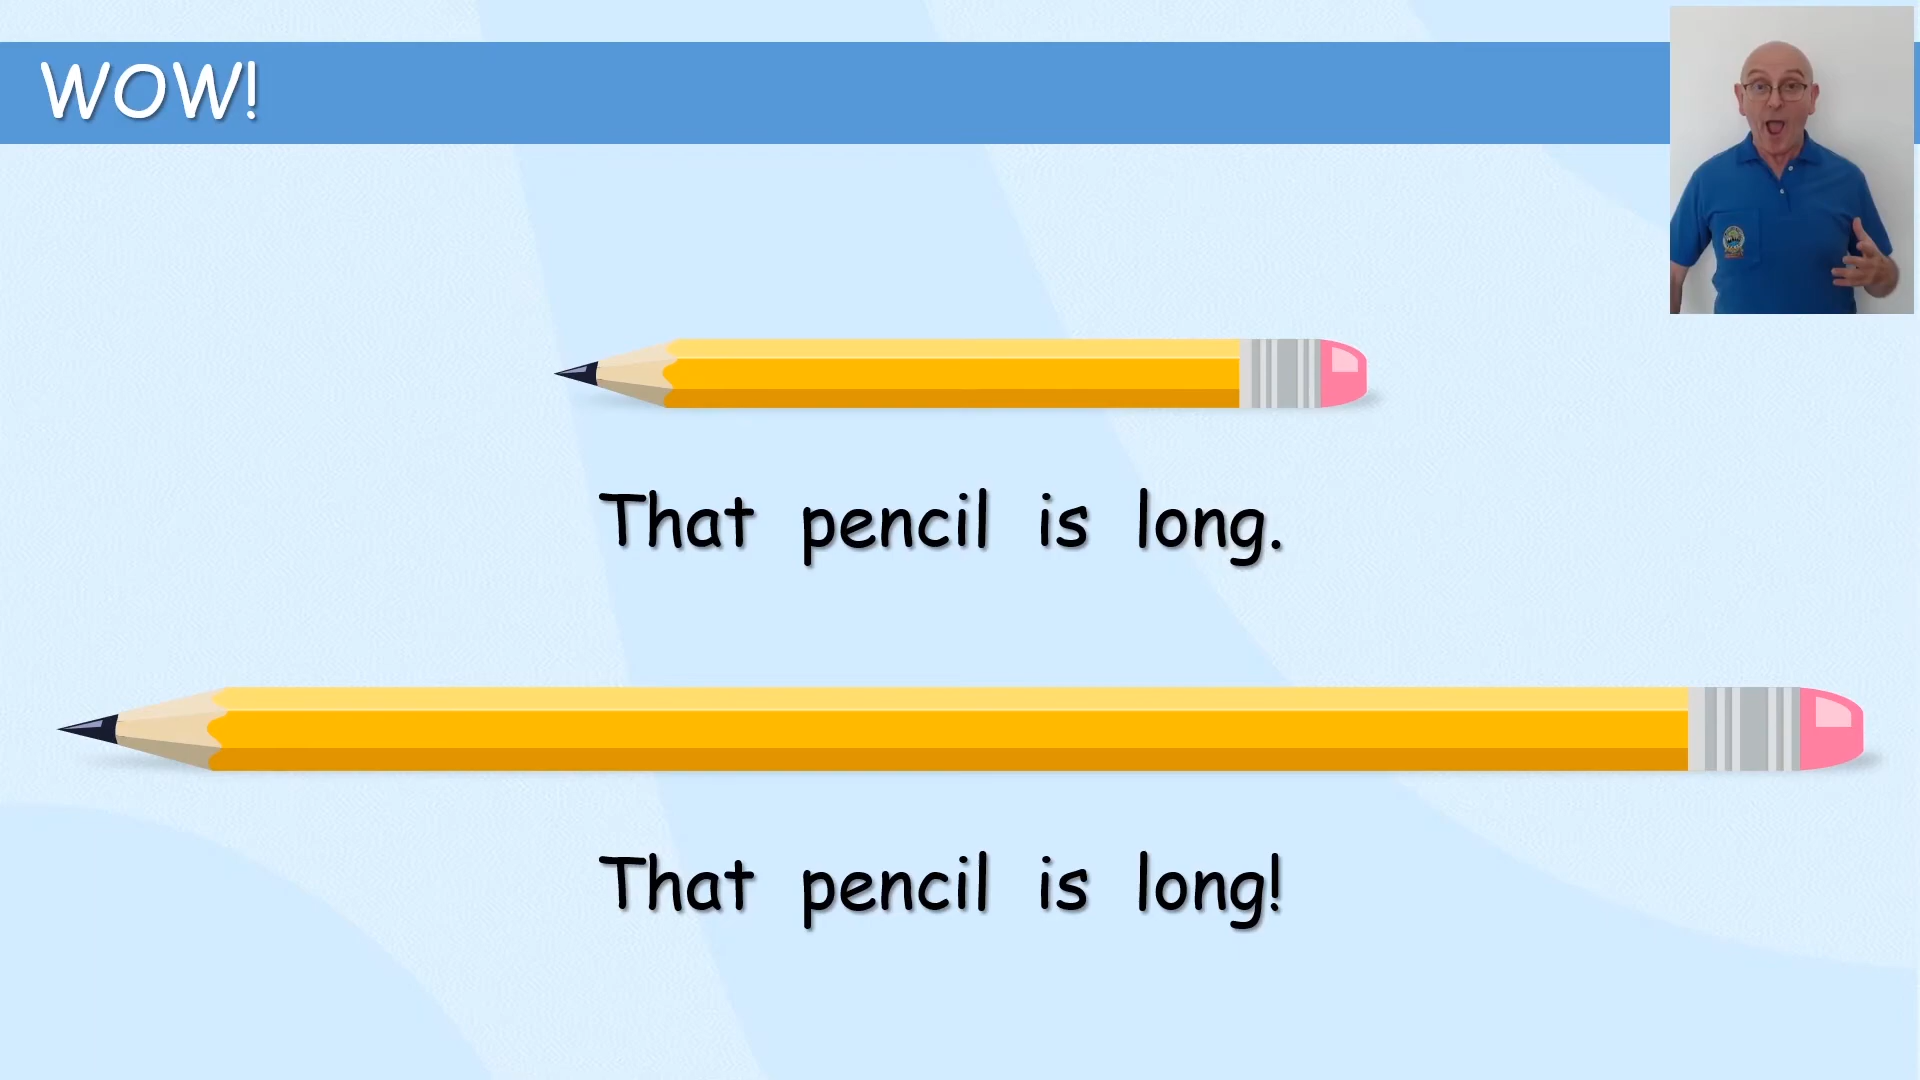 WOW!
That pencil is long.
That pencil is long!